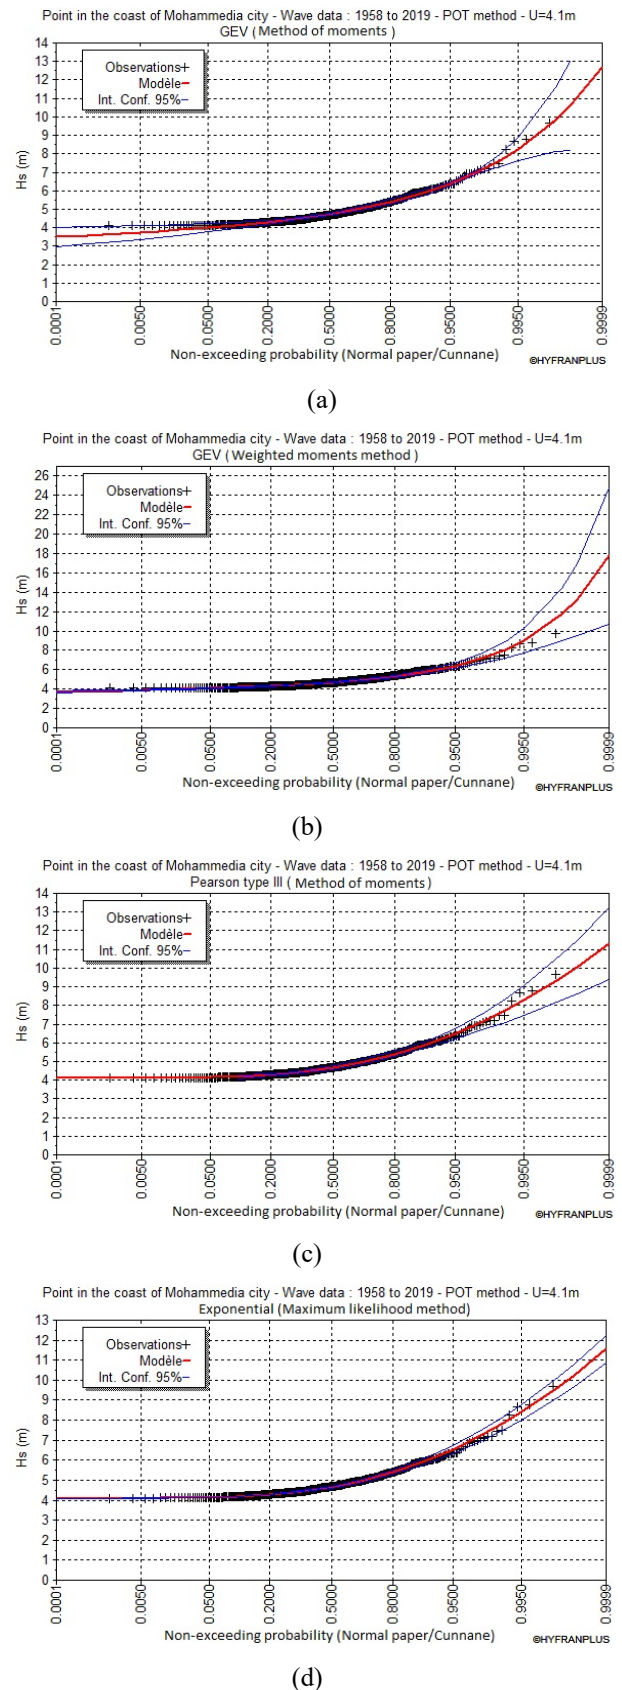 Point in the coast of Mohammedia city - Wave data : 1958 to 2019 - POT method - U=4.1m
GEV ( Method of moments )
Observations+
Modèle−
Int. Conf. 95%−
Hs (m)
14
13
12
11
10
9
8
7
6
5
4
3
2
1
0
0.0001
0.0050
0.0500
0.2000
0.5000
0.8000
0.9500
0.9950
0.9999
Non-exceeding probability (Normal paper/Cunnane)
©HYFRANPLUS
(a)
Point in the coast of Mohammedia city - Wave data : 1958 to 2019 - POT method - U=4.1m
GEV ( Weighted moments method )
Observations+
Modèle−
Int. Conf. 95%−
Hs (m)
26
24
22
20
18
16
14
12
10
8
6
4
2
0
0.0001
0.0050
0.0500
0.2000
0.5000
0.8000
0.9500
0.9950
0.9999
Non-exceeding probability (Normal paper/Cunnane)
©HYFRANPLUS
(b)
Point in the coast of Mohammedia city - Wave data : 1958 to 2019 - POT method - U=4.1m
Pearson type III ( Method of moments )
Observations+
Modèle−
Int. Conf. 95%−
Hs (m)
14
13
12
11
10
9
8
7
6
5
4
3
2
1
0
0.0001
0.0050
0.0500
0.2000
0.5000
0.8000
0.9500
0.9950
0.9999
Non-exceeding probability (Normal paper/Cunnane)
©HYFRANPLUS
(c)
Point in the coast of Mohammedia city - Wave data : 1958 to 2019 - POT method - U=4.1m
Exponential (Maximum likelihood method)
Observations+
Modèle−
Int. Conf. 95%−
Hs (m)
13
12
11
10
9
8
7
6
5
4
3
2
1
0
0.0001
0.0050
0.0500
0.2000
0.5000
0.8000
0.9500
0.9950
0.9999
Non-exceeding probability (Normal paper/Cunnane)
©HYFRANPLUS
(d)